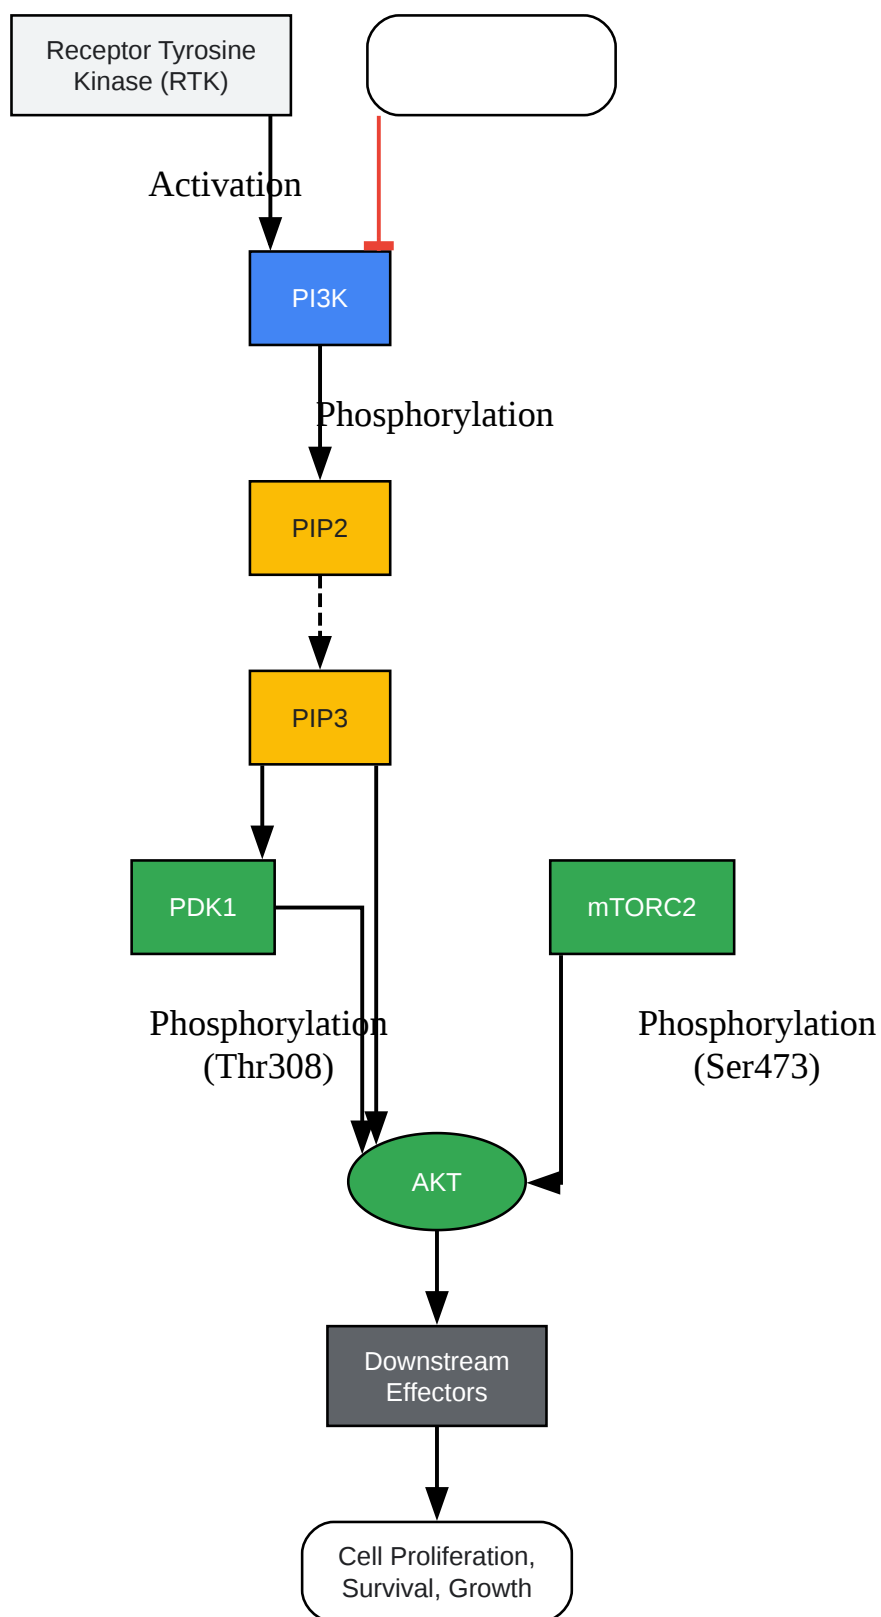 Receptor Tyrosine
Kinase (RTK)
Activation
PI3K
Phosphorylation
PIP2
PIP3
PDK1
mTORC2
Phosphorylation
(Thr308)
Phosphorylation
(Ser473)
AKT
Downstream
Effectors
Cell Proliferation,
Survival, Growth